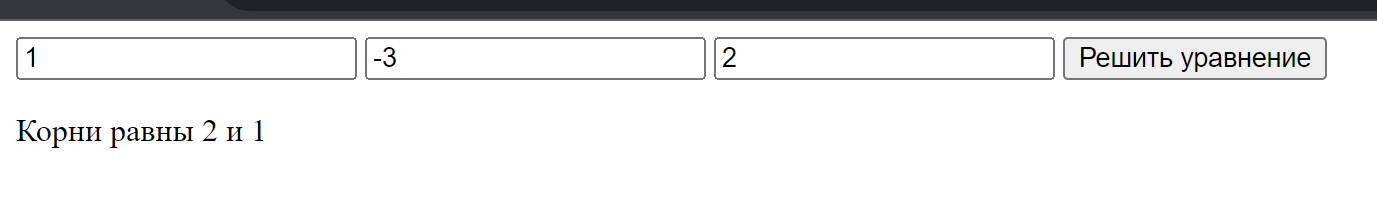 1 -3 2 Решить уравнение
Корни равны 2 и 1